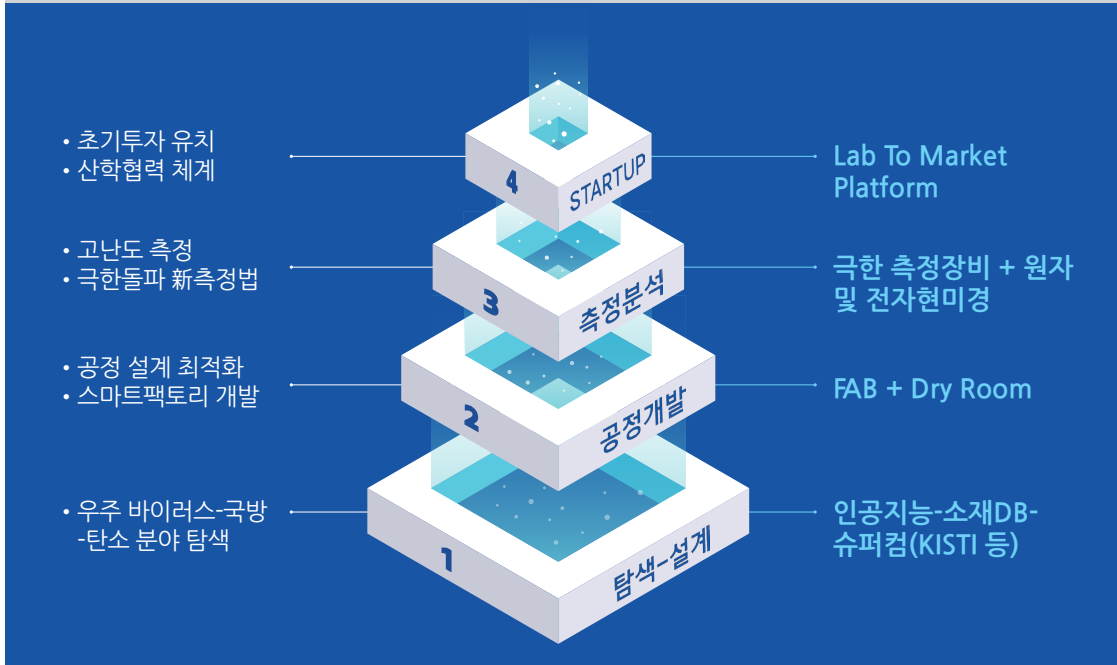 • 초기투자 유치
• 산학협력 체계
4
STARTUP
Lab To Market
Platform
• 고난도 측정
• 극한돌파 新측정법
3
측정분석
극한 측정장비 + 원자
및 전자현미경
• 공정 설계 최적화
• 스마트팩토리 개발
2
공정개발
FAB + Dry Room
• 우주 바이러스-국방
-탄소 분야 탐색
1
탐색-설계
인공지능-소재DB-
슈퍼컴(KISTI 등)